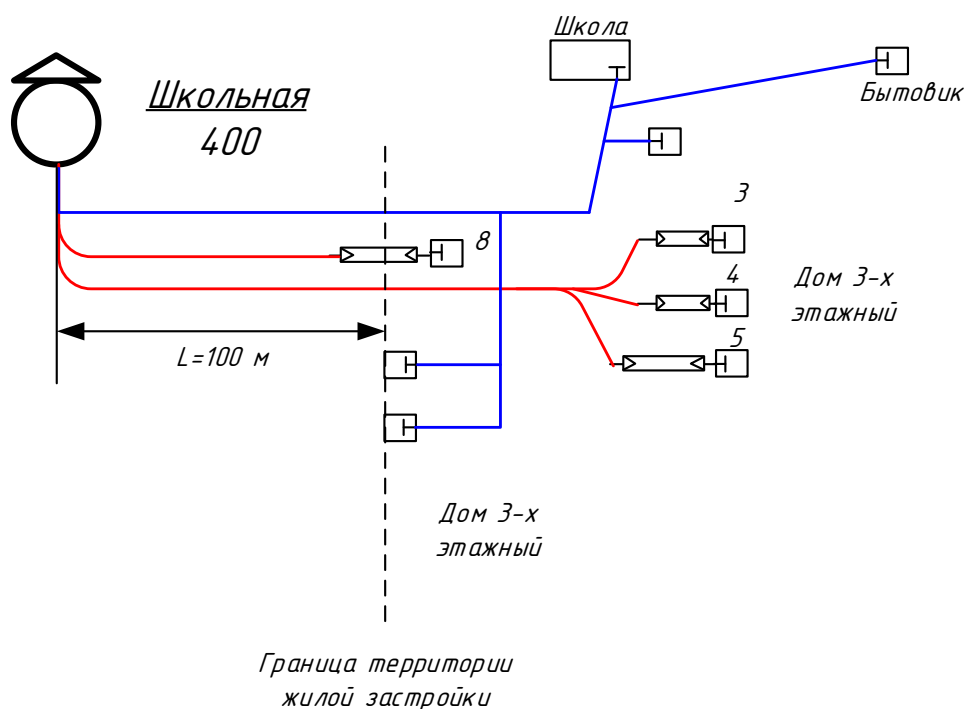 Школа
Школьная
400
Бытовик
3
8
4
Дом 3-х
этажный
5
L=100 м
Дом 3-х
этажный
Граница территории
жилой застройки